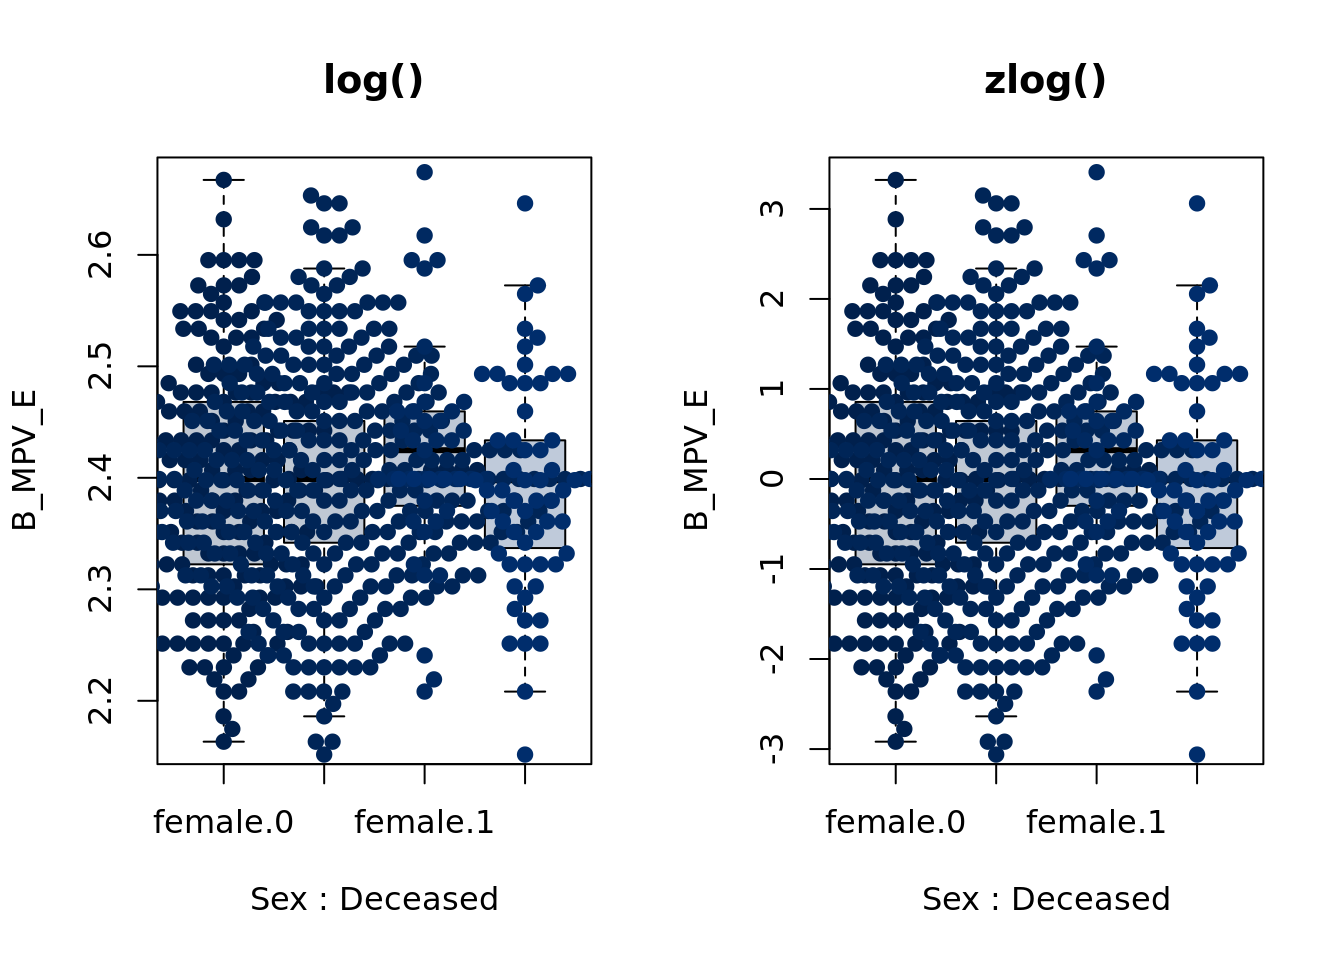 log()
B_MPV_E
2.6
2.5
2.4
2.3
2.2
female.0 female.1
Sex : Deceased
zlog()
B_MPV_E
3
2
1
0
-1
-2
-3
female.0 female.1
Sex : Deceased